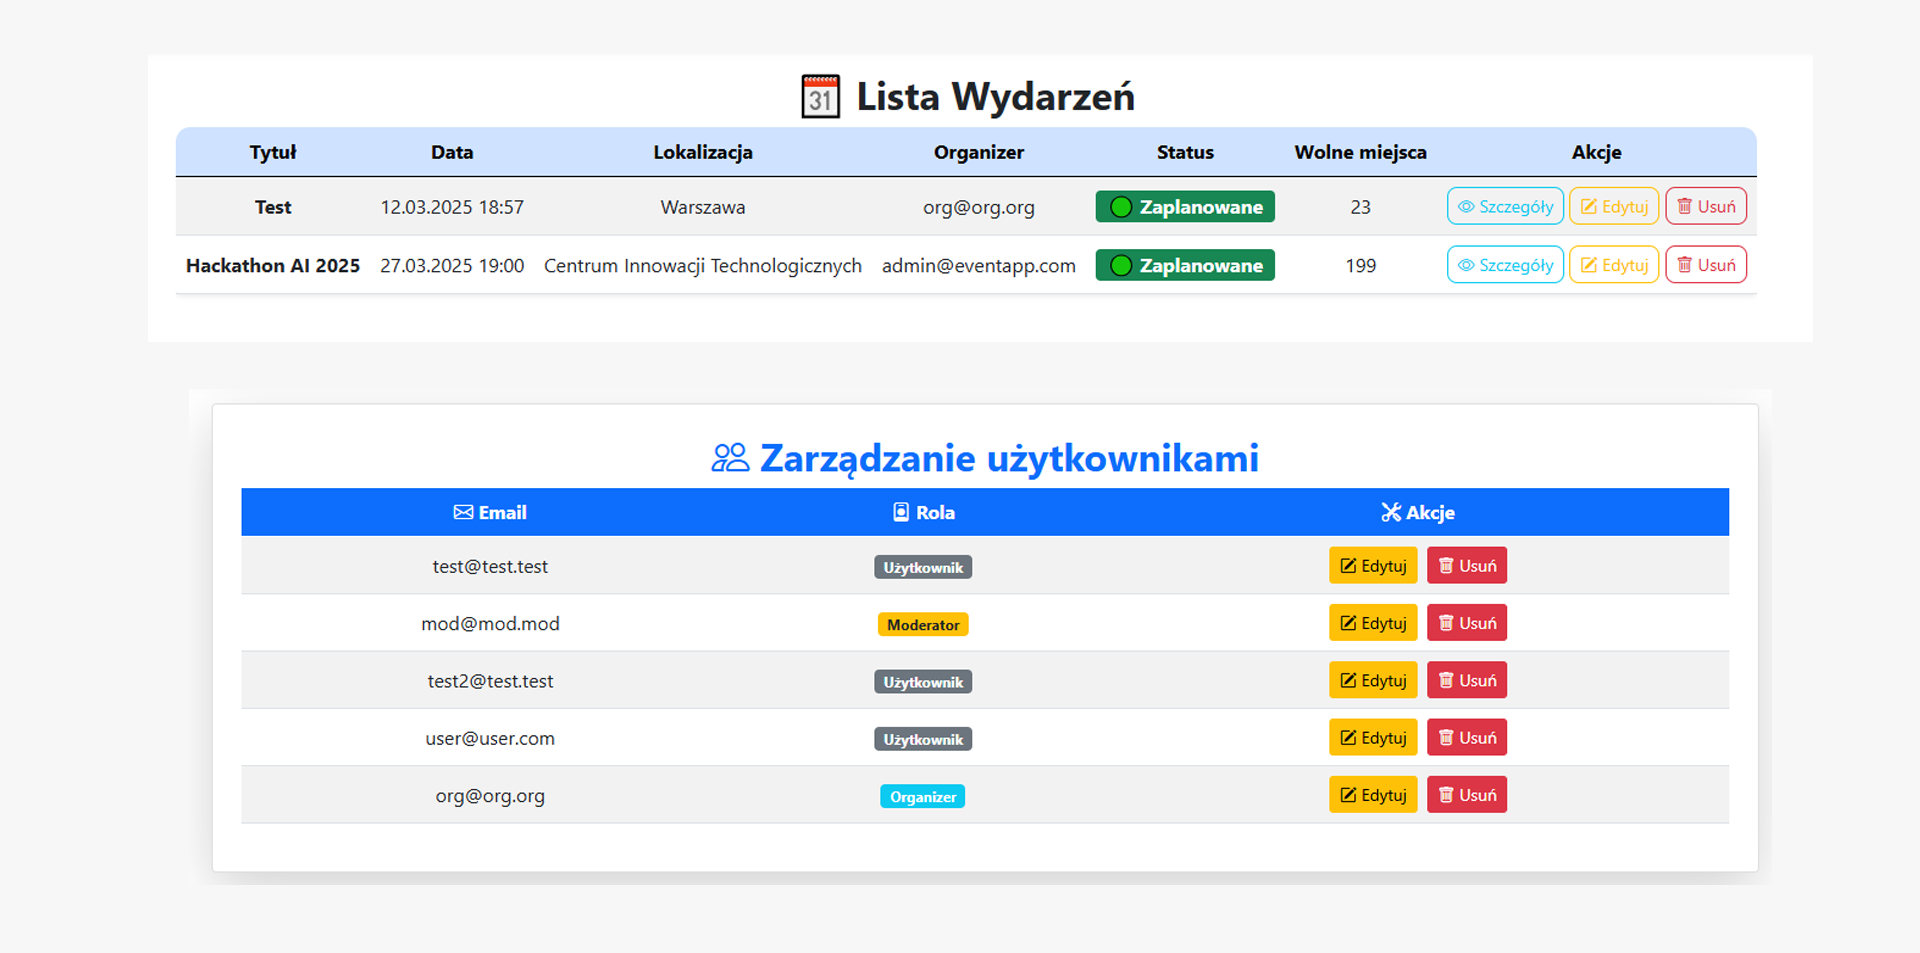 31 Lista Wydarzeń
Tytuł Data Lokalizacja Organizer Status Wolne miejsca Akcje
Test 12.03.2025 18:57 Warszawa org@org.org Zaplanowane 23 Szczegóły Edytuj Usuń
Hackathon AI 2025 27.03.2025 19:00 Centrum Innowacji Technologicznych admin@eventapp.com Zaplanowane 199 Szczegóły Edytuj Usuń
Zarządzanie użytkownikami
Email Rola Akcje
test@test.test Użytkownik Edytuj Usuń
mod@mod.mod Moderator Edytuj Usuń
test2@test.test Użytkownik Edytuj Usuń
user@user.com Użytkownik Edytuj Usuń
org@org.org Organizer Edytuj Usuń